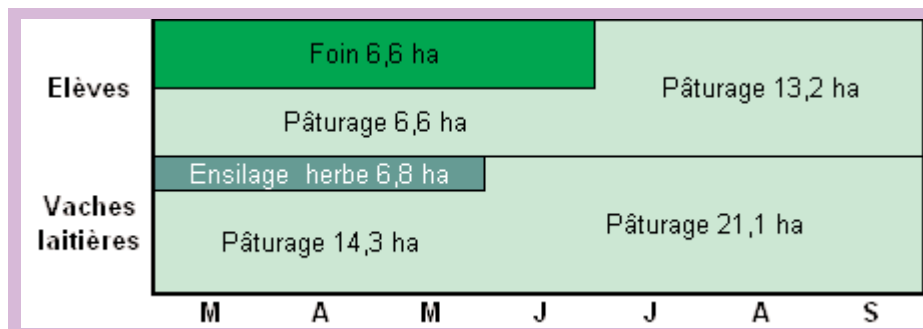 Foin 6,6 ha
Elèves
Pâturage 13,2 ha
Pâturage 6,6 ha
Ensilage herbe 6,8 ha
Vaches
laitières
Pâturage 14,3 ha
Pâturage 21,1 ha
M A M J J A S